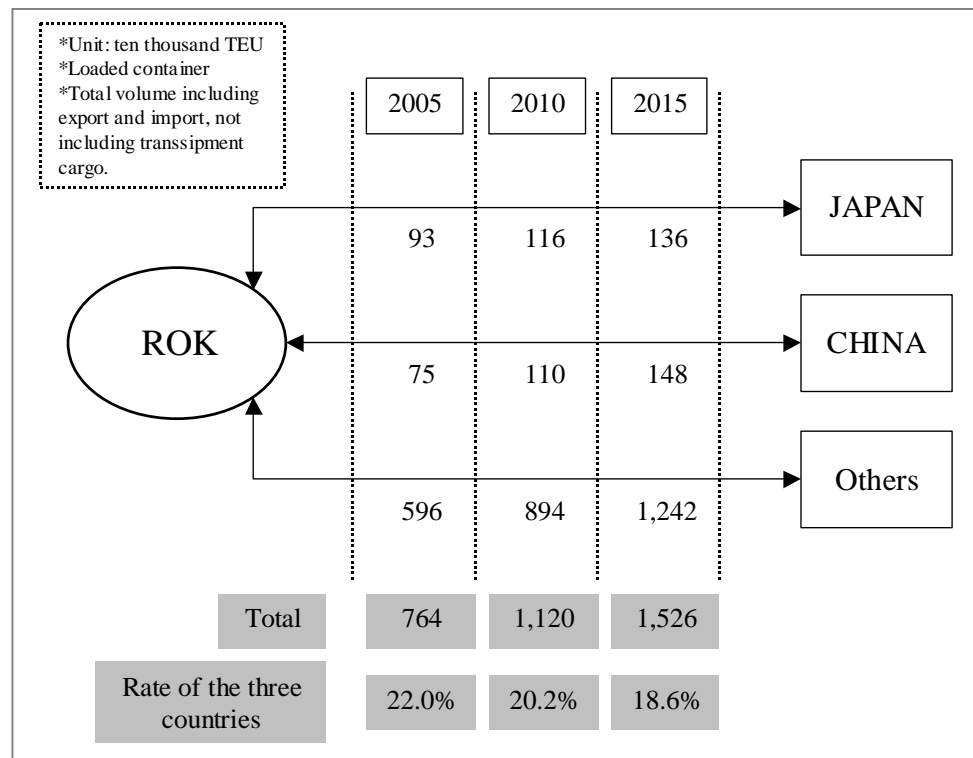 *Unit: ten thousand TEU
*Loaded container
*Total volume including
export and import, not
including transsipment
cargo.
2005 2010 2015
JAPAN
93 116 136
ROK
CHINA
75 110 148
Others
596 894 1,242
Total 764 1,120 1,526
Rate of the three
countries
22.0% 20.2% 18.6%